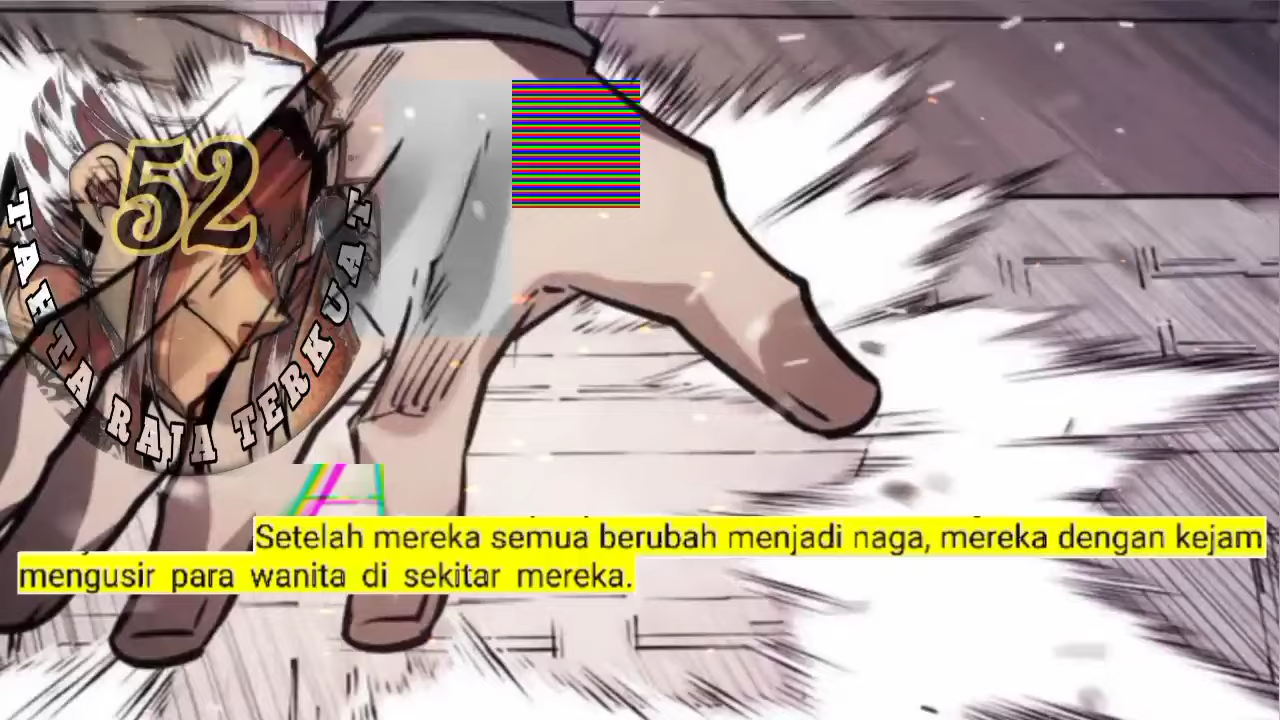 52
TAHTA RAJA TERKUAT
Setelah mereka semua berubah menjadi naga, mereka dengan kejam
mengusir para wanita di sekitar mereka.